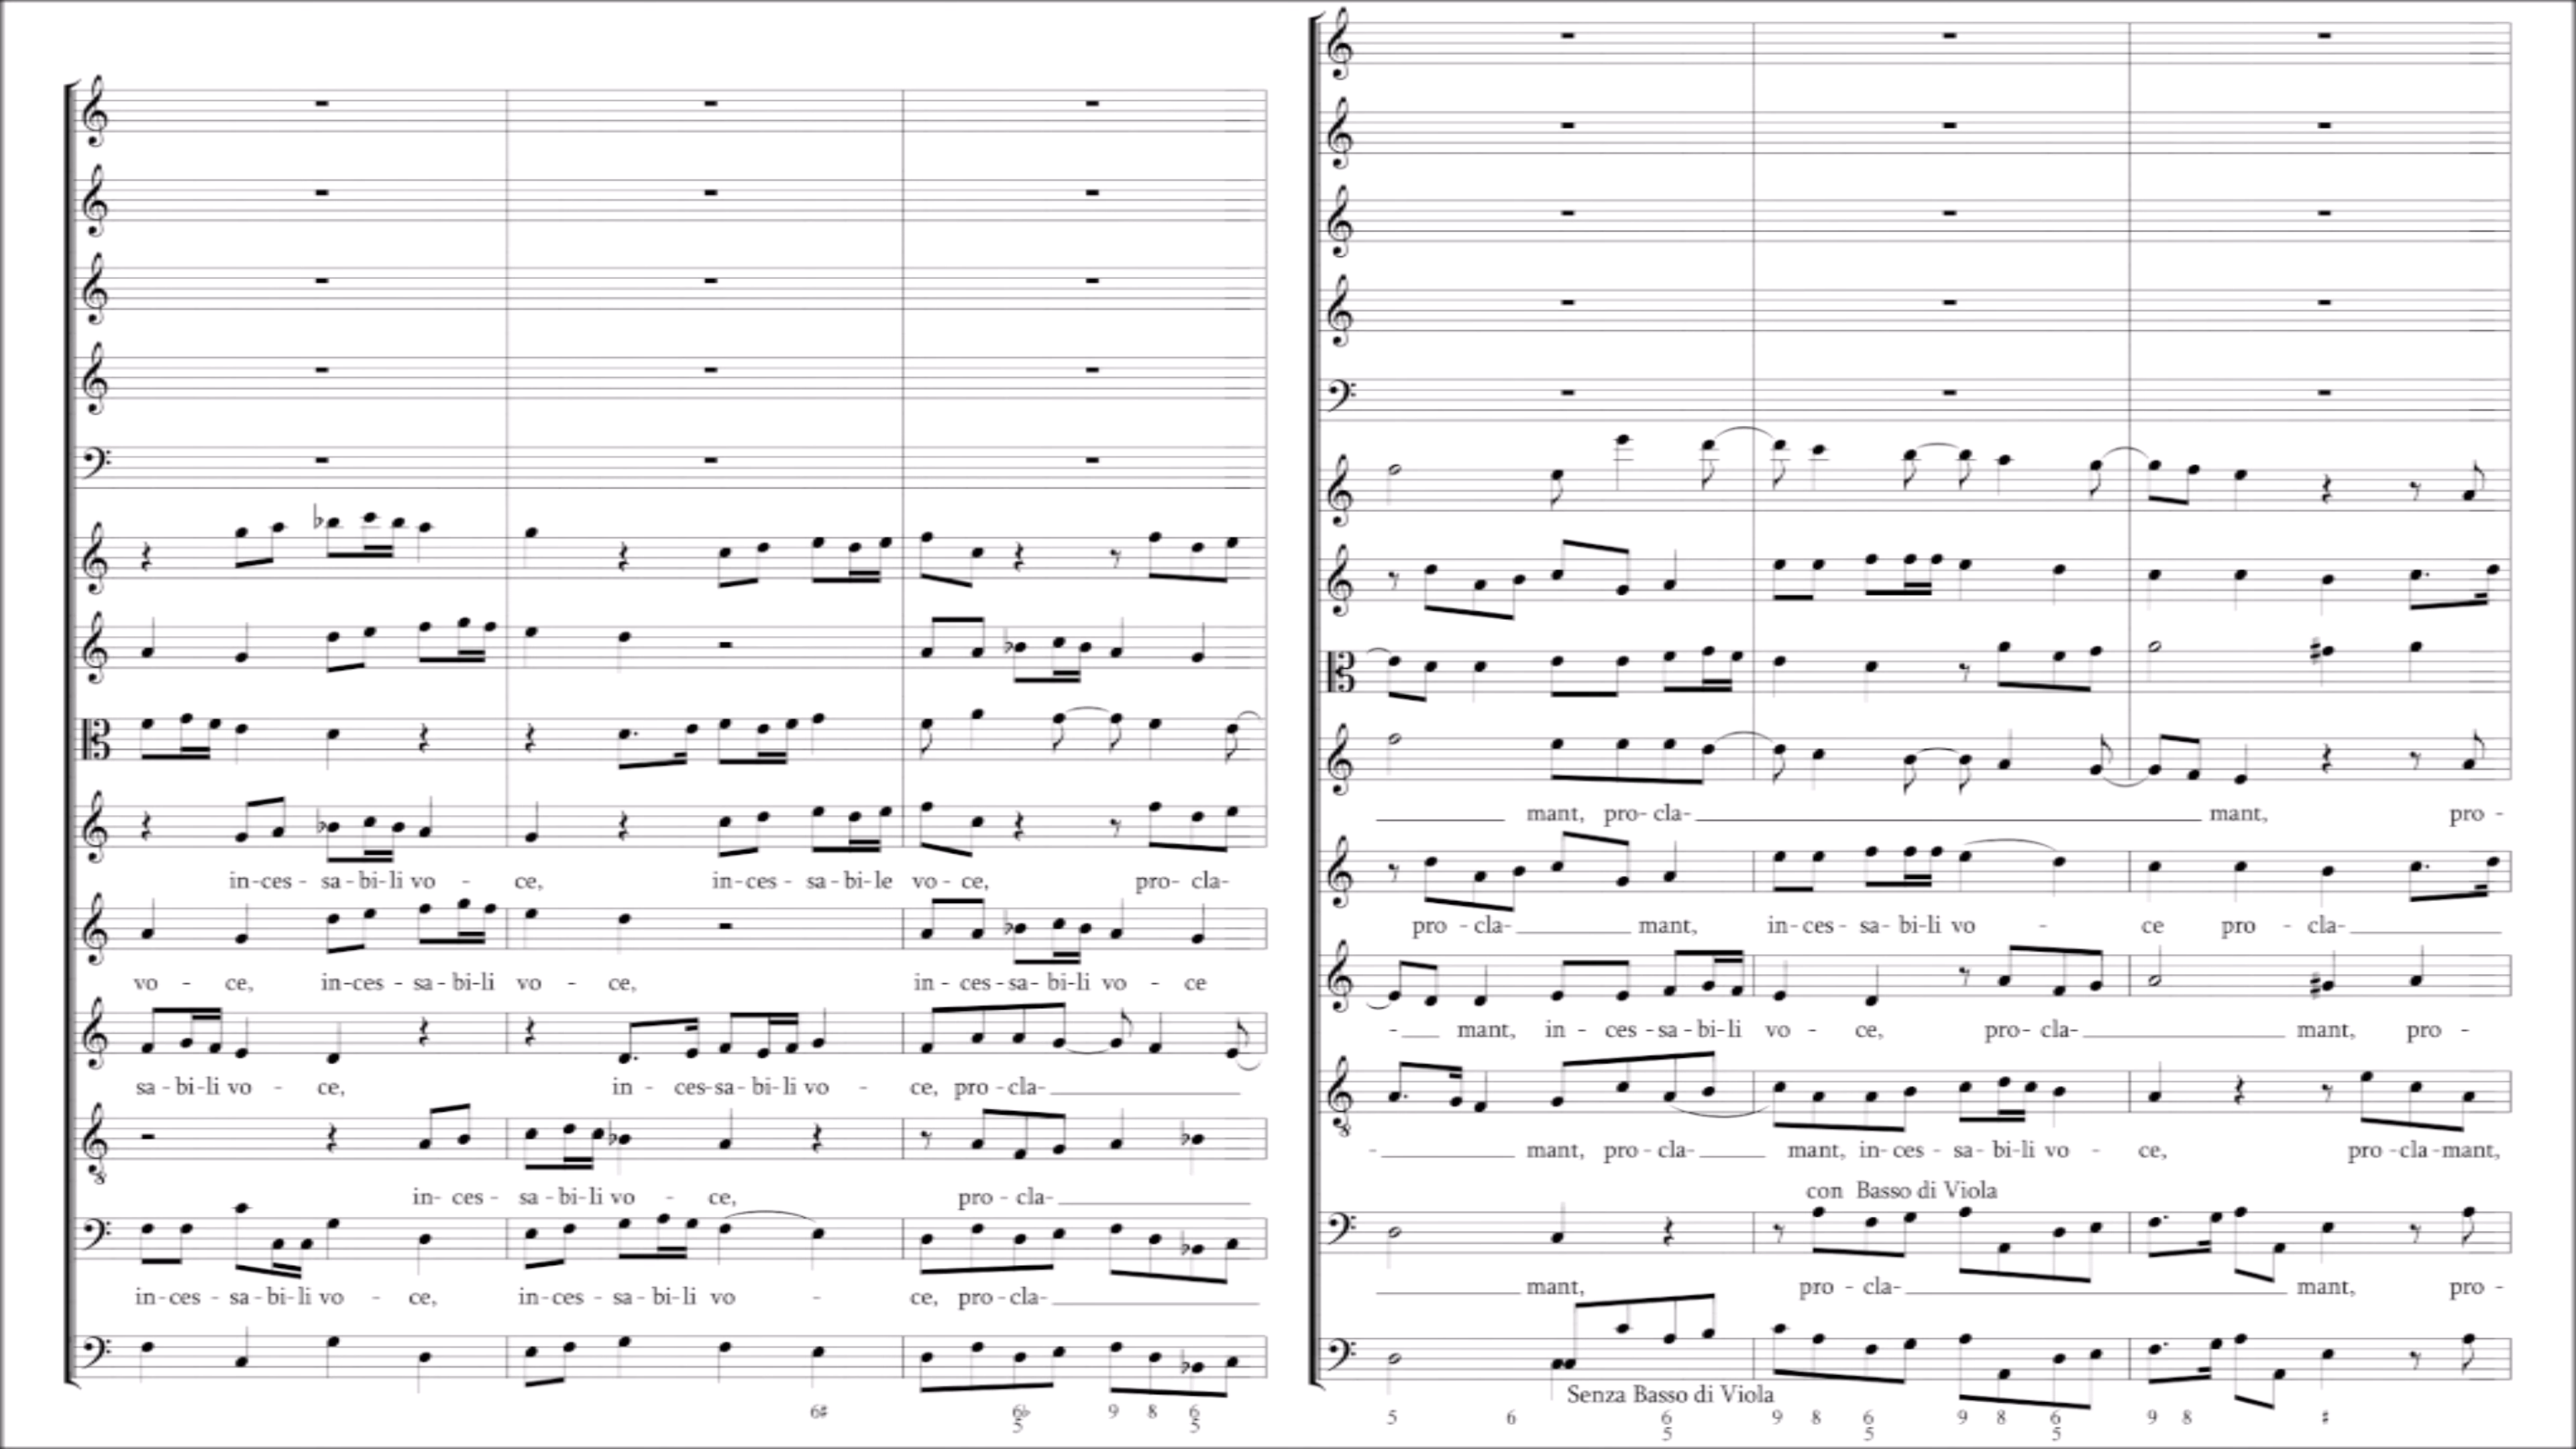 in-ces - sa - bi-li vo - ce, in-ces - sa-bi-le vo - ce, pro- cla-
vo - ce, in-ces - sa-bi-li vo - ce, in - ces-sa-bi-li vo - ce
sa-bi-li vo - ce, in - ces-sa-bi-li vo - ce, pro-cla-
in- ces - sa-bi-li vo - ce, pro - cla-
in-ces - sa-bi-li vo - ce, in-ces - sa-bi-li vo - ce, pro-cla-
6♯ 6♭ 9 8 6
5 5
mant, pro- cla- mant, pro -
pro - cla- mant, in-ces - sa-bi-li vo - ce pro - cla-
- mant, in - ces-sa-bi-li vo - ce, pro- cla- mant, pro -
- mant, pro - cla- mant, in- ces - sa- bi-li vo - ce, pro -cla-mant,
con Basso di Viola
mant, pro - cla- mant, pro -
Senza Basso di Viola
5 6 6 9 8 6 9 8 6 9 8 ♯
5 5 5